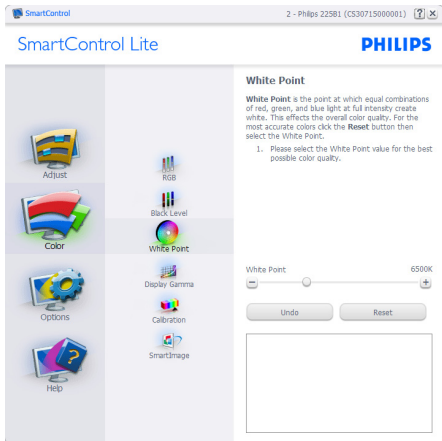 SmartControl
2 - Philips 225B1 (CS30715000001)
SmartControl Lite
PHILIPS
Adjust
Color
Options
Help
RGB
Black Level
White Point
Display Gamma
Calibration
SmartImage
White Point
White Point is the point at which equal combinations
of red, green, and blue light at full intensity create
white. This effects the overall color quality. For the
most accurate colors click the Reset button then
select the White Point.
1. Please select the White Point value for the best
possible color quality.
White Point 6500K
Undo Reset